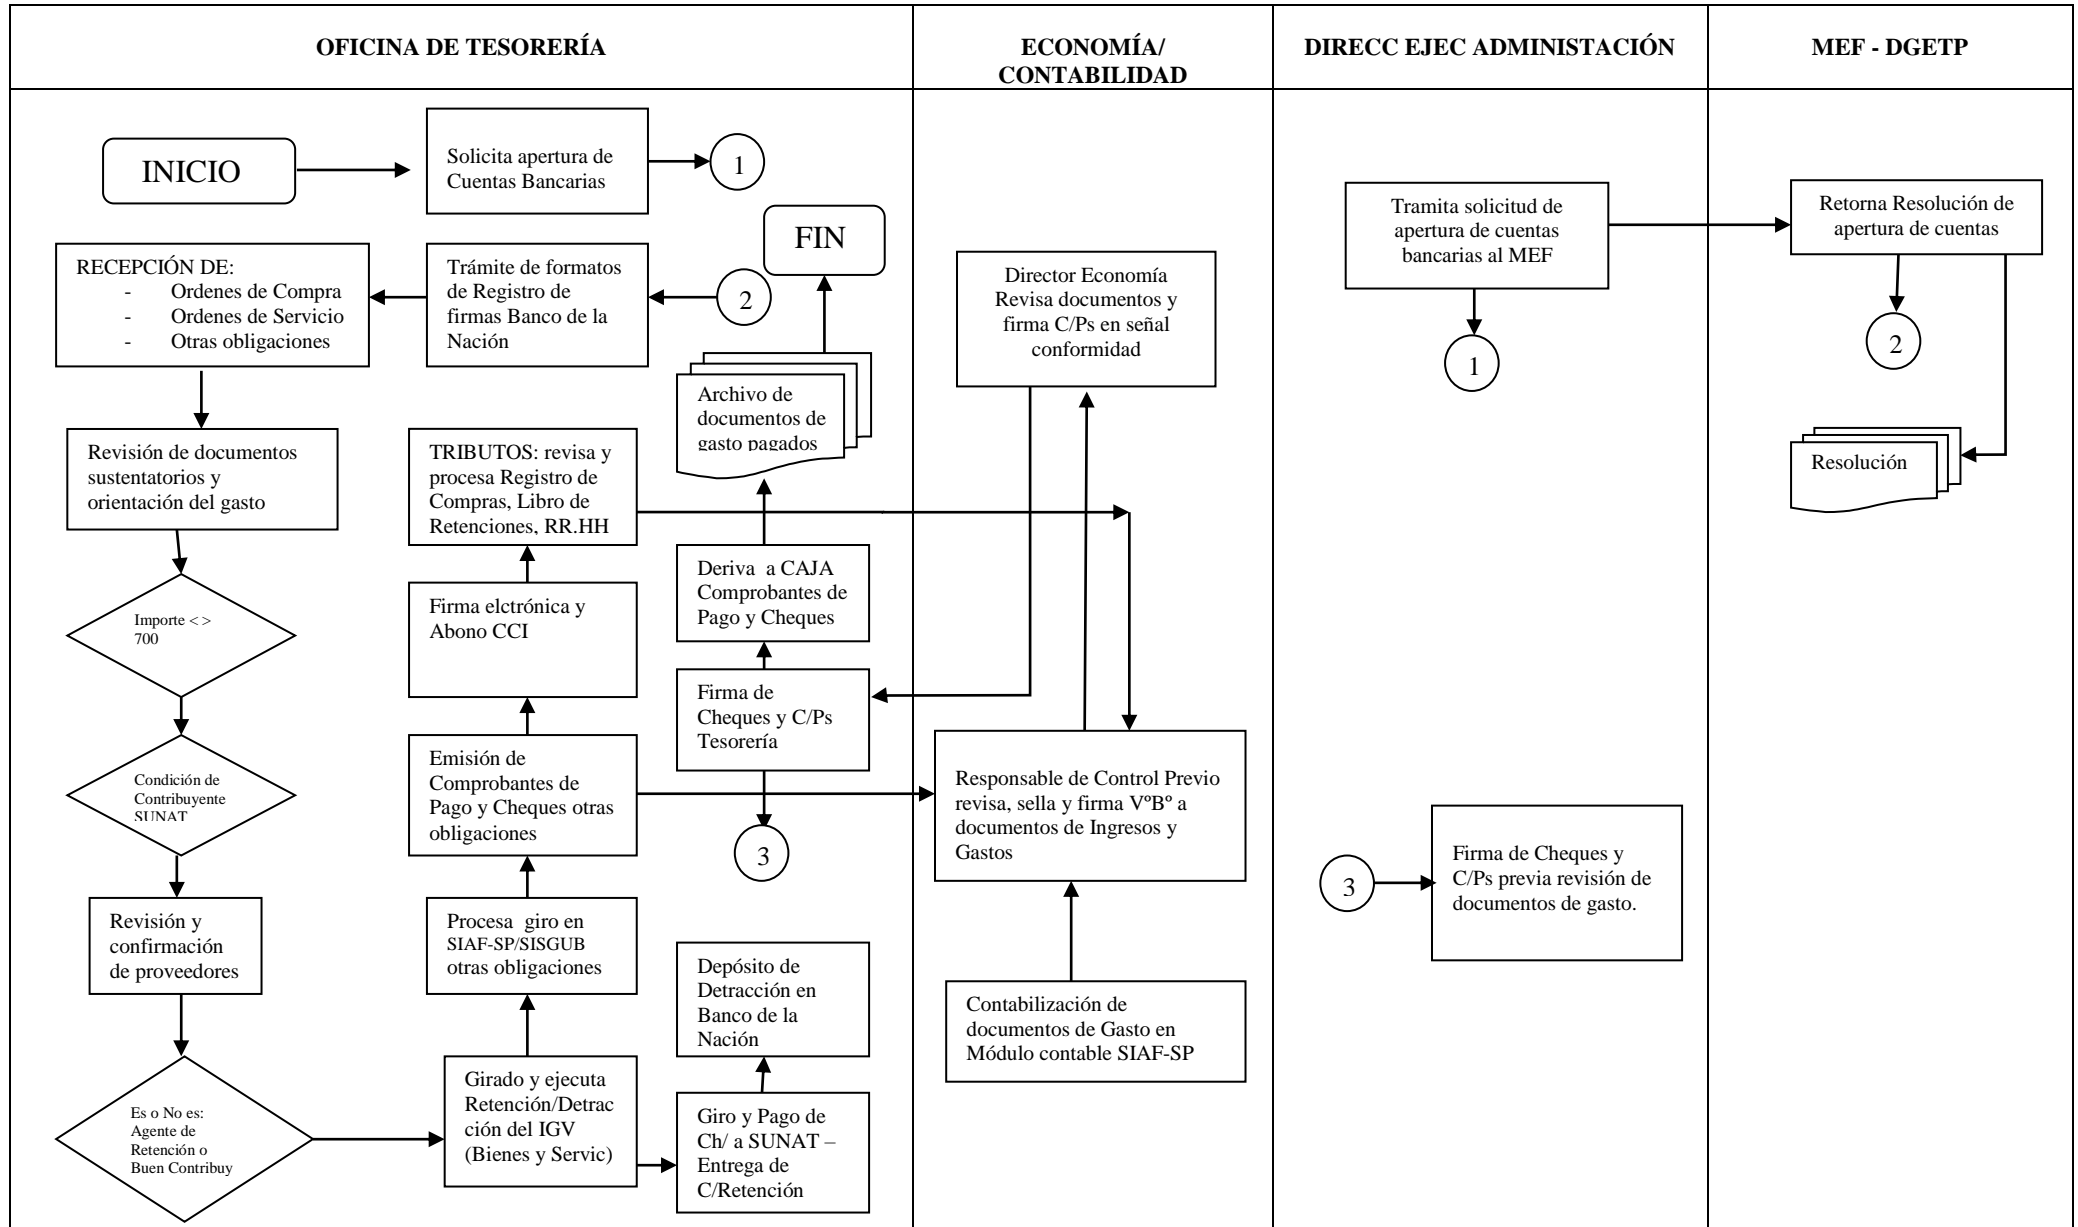 OFICINA DE TESORERÍA
ECONOMÍA/
CONTABILIDAD
DIRECC EJEC ADMINISTACIÓN
MEF - DGETP
INICIO
Solicita apertura de
Cuentas Bancarias
1
FIN
RECEPCIÓN DE:
- Ordenes de Compra
- Ordenes de Servicio
- Otras obligaciones
Trámite de formatos
de Registro de
firmas Banco de la
Nación
2
Archivo de
documentos de
gasto pagados
Revisión de documentos
sustentatorios y
orientación del gasto
TRIBUTOS: revisa y
procesa Registro de
Compras, Libro de
Retenciones, RR.HH
Importe < >
700
Firma elctrónica y
Abono CCI
Deriva a CAJA
Comprobantes de
Pago y Cheques
Firma de
Cheques y C/Ps
Tesorería
Condición de
Contribuyente
SUNAT
Emisión de
Comprobantes de
Pago y Cheques otras
obligaciones
3
Revisión y
confirmación
de proveedores
Procesa giro en
SIAF-SP/SISGUB
otras obligaciones
Depósito de
Detracción en
Banco de la
Nación
Es o No es:
Agente de
Retención o
Buen Contribuy
Girado y ejecuta
Retención/Detrac
ción del IGV
(Bienes y Servic)
Giro y Pago de
Ch/ a SUNAT –
Entrega de
C/Retención
Director Economía
Revisa documentos y
firma C/Ps en señal
conformidad
Responsable de Control Previo
revisa, sella y firma VºBº a
documentos de Ingresos y
Gastos
Contabilización de
documentos de Gasto en
Módulo contable SIAF-SP
Tramita solicitud de
apertura de cuentas
bancarias al MEF
1
3
Firma de Cheques y
C/Ps previa revisión de
documentos de gasto.
Retorna Resolución de
apertura de cuentas
2
Resolución